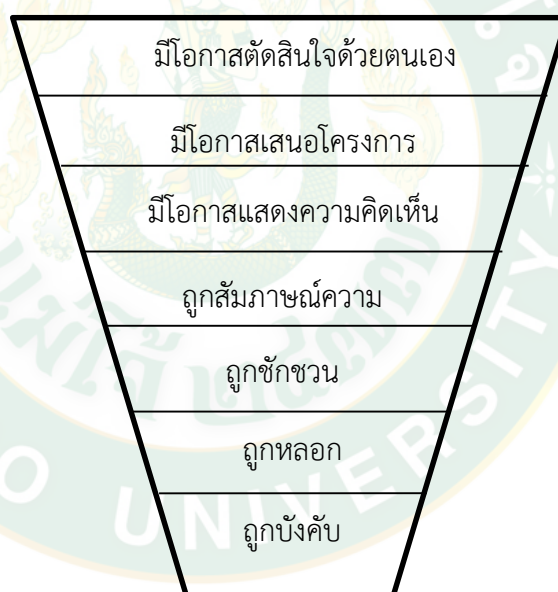 มีโอกาสตัดสินใจด้วยตนเอง
มีโอกาสเสนอโครงการ
มีโอกาสแสดงความคิดเห็น
ถูกสัมภาษณ์ความ
ถูกชักชวน
ถูกหลอก
ถูกบังคับ
UNIVERSITY